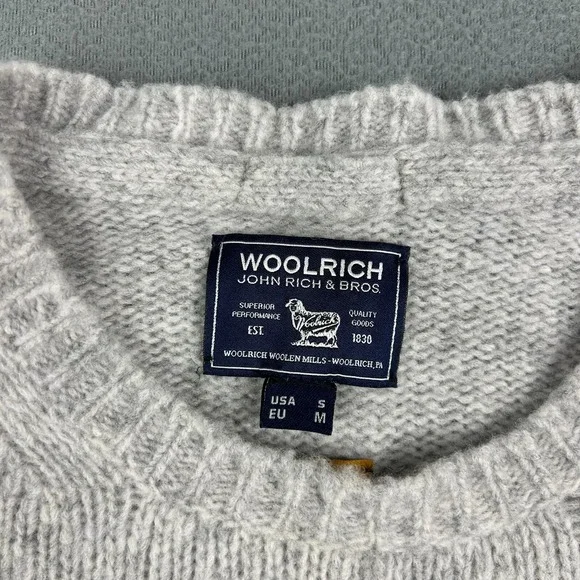 WOOLRICH
JOHN RICH & BROS.
SUPERIOR PERFORMANCE
EST.
Woolrich
QUALITY GOODS
1830
WOOLRICH WOOLEN MILLS - WOOLRICH, PA
USA S
EU M